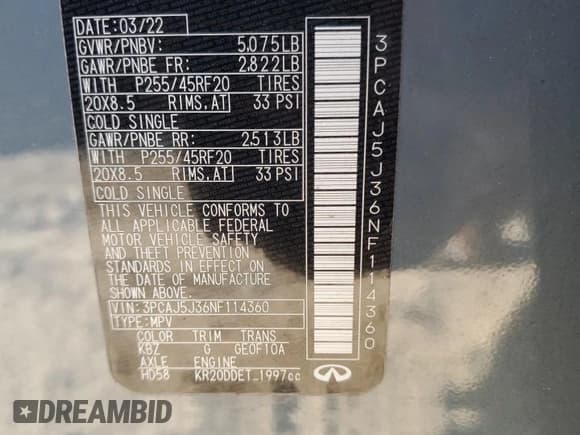 DATE: 03/22
GVWR/PNBV: 5.075LB
GAWR/PNBE FR: 2.822LB
WITH P255/45RF20 TIRES
20X8.5 RIMS.AT 33 PSI
COLD SINGLE
GAWR/PNBE RR: 2.513LB
WITH P255/45RF20 TIRES
20X8.5 RIMS.AT 33 PSI
COLD SINGLE
THIS VEHICLE CONFORMS TO
ALL APPLICABLE FEDERAL
MOTOR VEHICLE SAFETY
AND THEFT PREVENTION
STANDARDS IN EFFECT ON
THE DATE OF MANUFACTURE
SHOWN ABOVE.
VIN: 3PCAJ5J36NF114360
TYPE: MPV
COLOR TRIM TRANS
KBZ G GE0F10A
AXLE ENGINE
HD58 KR20DDET 1997cc
3PCAJ5J36NF114360
DREAMBID